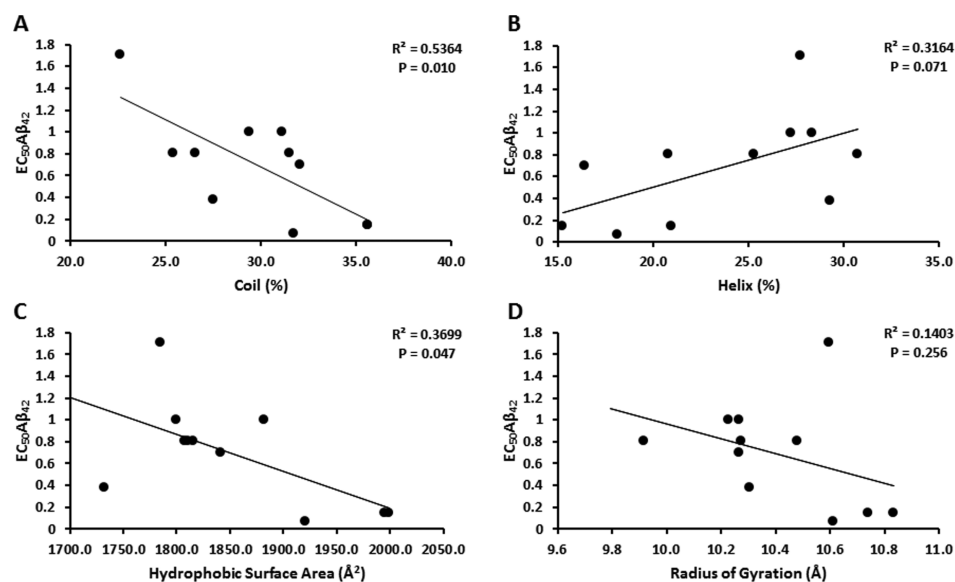 A
R² = 0.5364
P = 0.010
EC₅₀Aβ₄₂
1.8
1.6
1.4
1.2
1
0.8
0.6
0.4
0.2
0
20.0 25.0 30.0 35.0 40.0
Coil (%)
B
R² = 0.3164
P = 0.071
EC₅₀Aβ₄₂
1.8
1.6
1.4
1.2
1
0.8
0.6
0.4
0.2
0
15.0 20.0 25.0 30.0 35.0
Helix (%)
C
R² = 0.3699
P = 0.047
EC₅₀Aβ₄₂
1.8
1.6
1.4
1.2
1
0.8
0.6
0.4
0.2
0
1700.0 1750.0 1800.0 1850.0 1900.0 1950.0 2000.0 2050.0
Hydrophobic Surface Area (Å²)
D
R² = 0.1403
P = 0.256
EC₅₀Aβ₄₂
1.8
1.6
1.4
1.2
1
0.8
0.6
0.4
0.2
0
9.6 9.8 10.0 10.2 10.4 10.6 10.8 11.0
Radius of Gyration (Å)